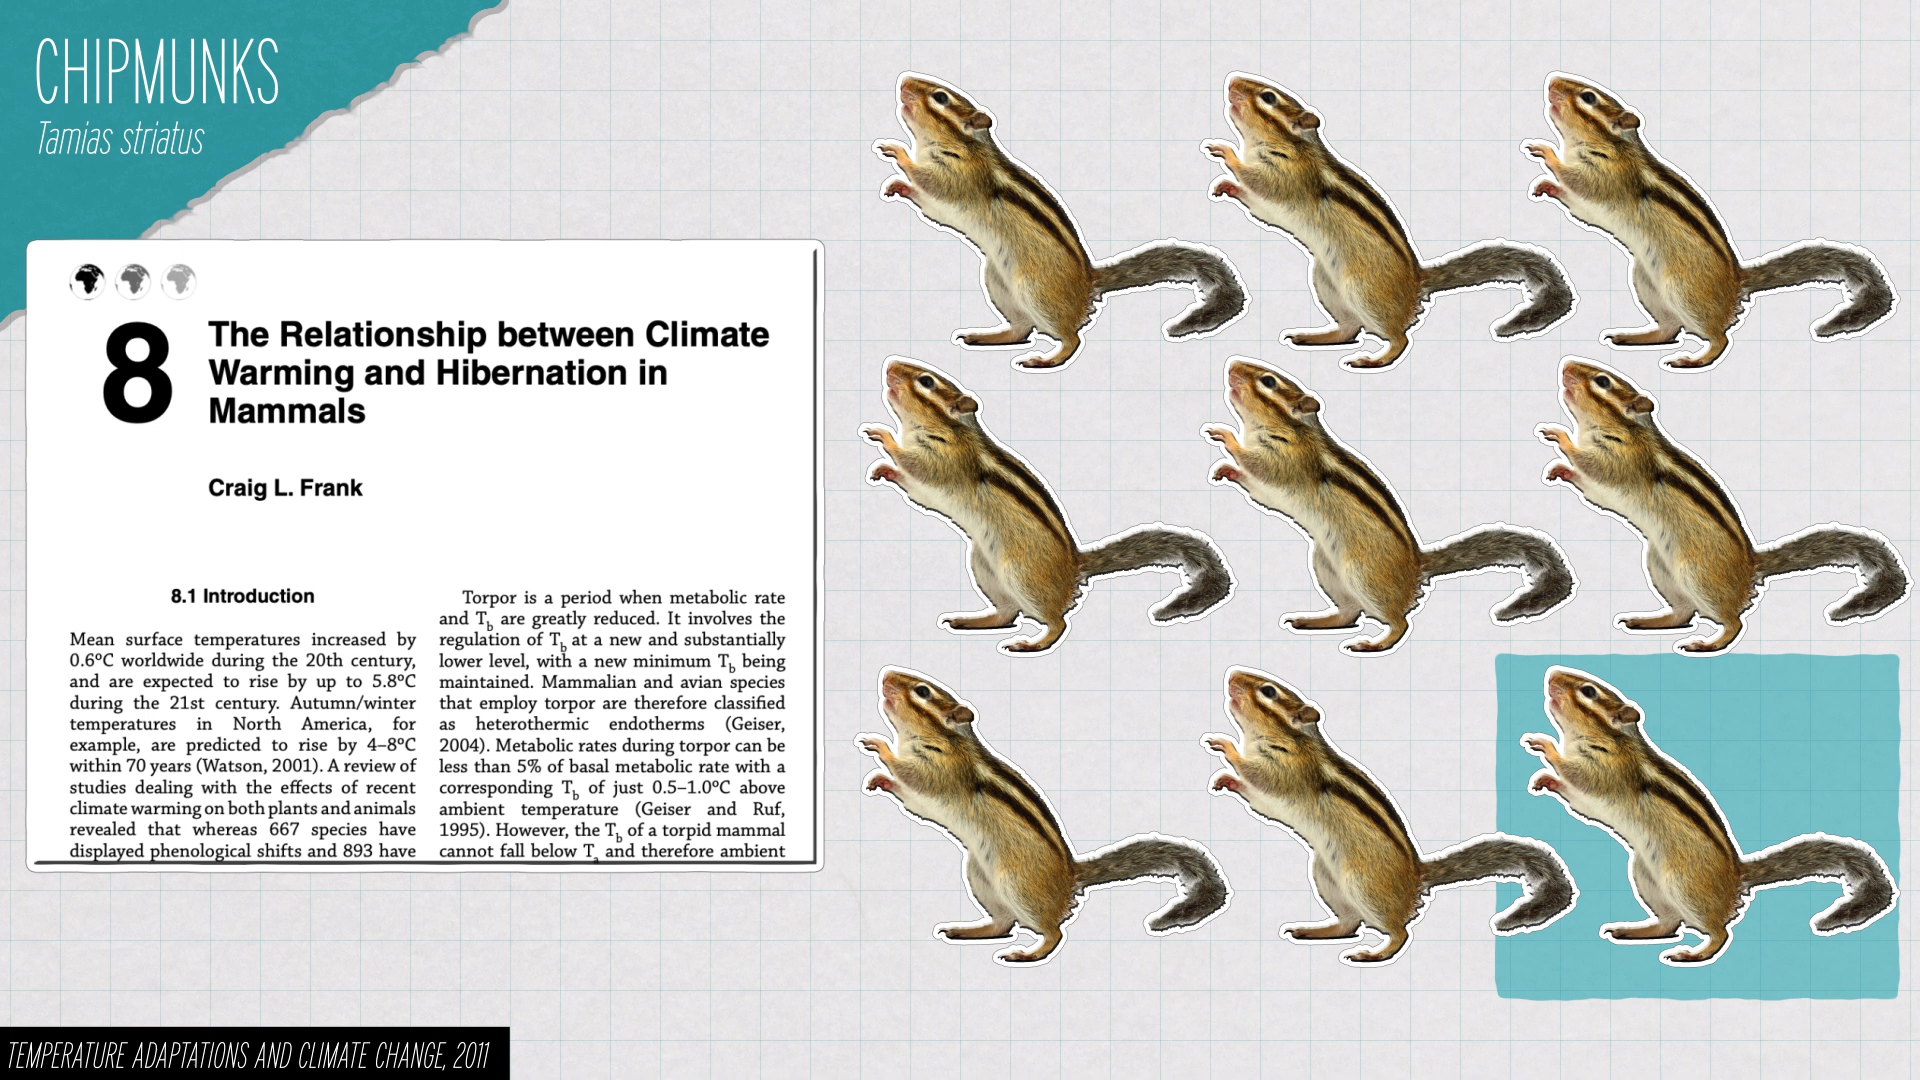 CHIPMUNKS
Tamias striatus
8
The Relationship between Climate
Warming and Hibernation in
Mammals
Craig L. Frank
8.1 Introduction
Mean surface temperatures increased by
0.6ºC worldwide during the 20th century,
and are expected to rise by up to 5.8ºC
during the 21st century. Autumn/winter
temperatures in North America, for
example, are predicted to rise by 4–8ºC
within 70 years (Watson, 2001). A review of
studies dealing with the effects of recent
climate warming on both plants and animals
revealed that whereas 667 species have
displayed phenological shifts and 893 have
Torpor is a period when metabolic rate
and Tb are greatly reduced. It involves the
regulation of Tb at a new and substantially
lower level, with a new minimum Tb being
maintained. Mammalian and avian species
that employ torpor are therefore classified
as heterothermic endotherms (Geiser,
2004). Metabolic rates during torpor can be
less than 5% of basal metabolic rate with a
corresponding Tb of just 0.5–1.0ºC above
ambient temperature (Geiser and Ruf,
1995). However, the Tb of a torpid mammal
cannot fall below Ta and therefore ambient
TEMPERATURE ADAPTATIONS AND CLIMATE CHANGE, 2011